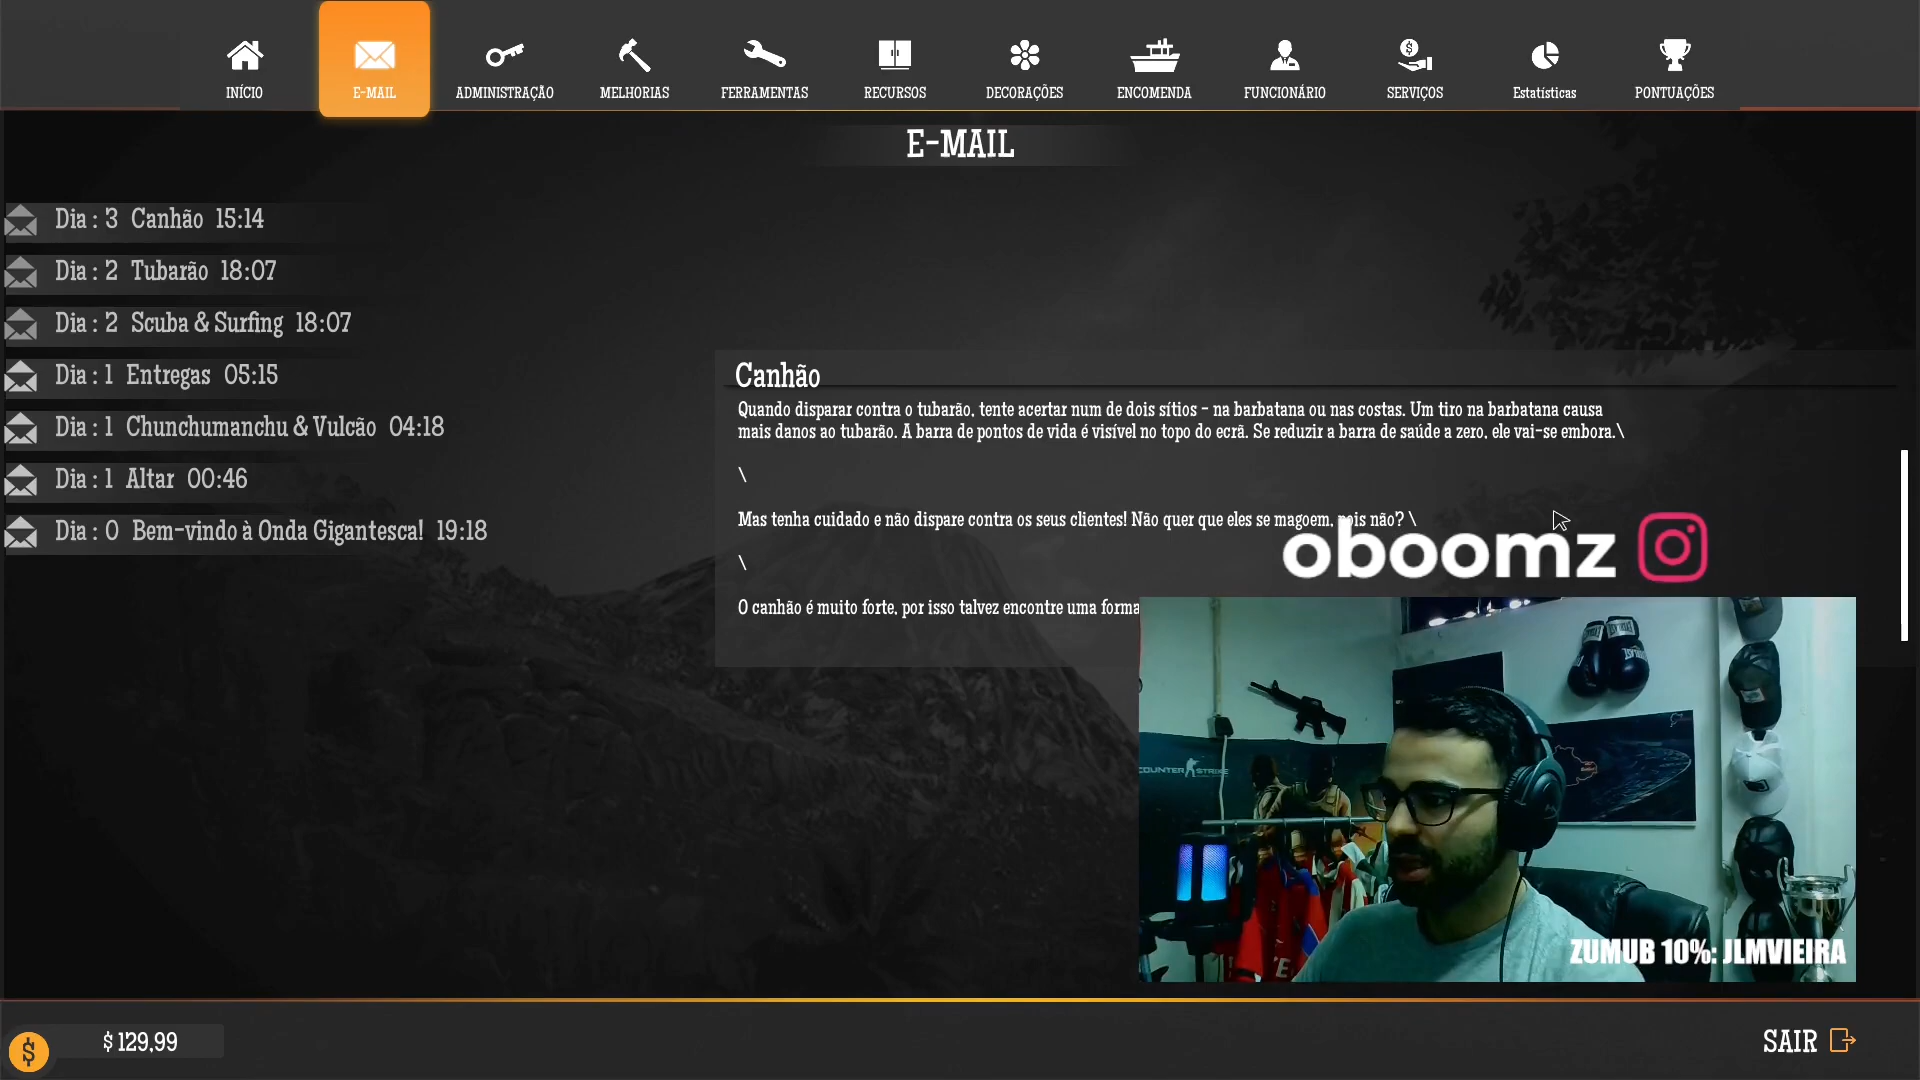 INÍCIO
E-MAIL
ADMINISTRAÇÃO
MELHORIAS
FERRAMENTAS
RECURSOS
DECORAÇÕES
ENCOMENDA
FUNCIONÁRIO
SERVIÇOS
Estatísticas
PONTUAÇÕES
E-MAIL
Dia : 3 Canhão 15:14
Dia : 2 Tubarão 18:07
Dia : 2 Scuba & Surfing 18:07
Dia : 1 Entregas 05:15
Dia : 1 Chunchumanchu & Vulcão 04:18
Dia : 1 Altar 00:46
Dia : 0 Bem-vindo à Onda Gigantesca! 19:18
Canhão
Quando disparar contra o tubarão, tente acertar num de dois sítios - na barbatana ou nas costas. Um tiro na barbatana causa
mais danos ao tubarão. A barra de pontos de vida é visível no topo do ecrã. Se reduzir a barra de saúde a zero, ele vai-se embora.\
\
Mas tenha cuidado e não dispare contra os seus clientes! Não quer que eles se magoem, pois não? \
\
O canhão é muito forte, por isso talvez encontre uma forma
oboomz
COUNTER STRIKE
ZUMUB 10%: JLMVIEIRA
$ 129,99
SAIR